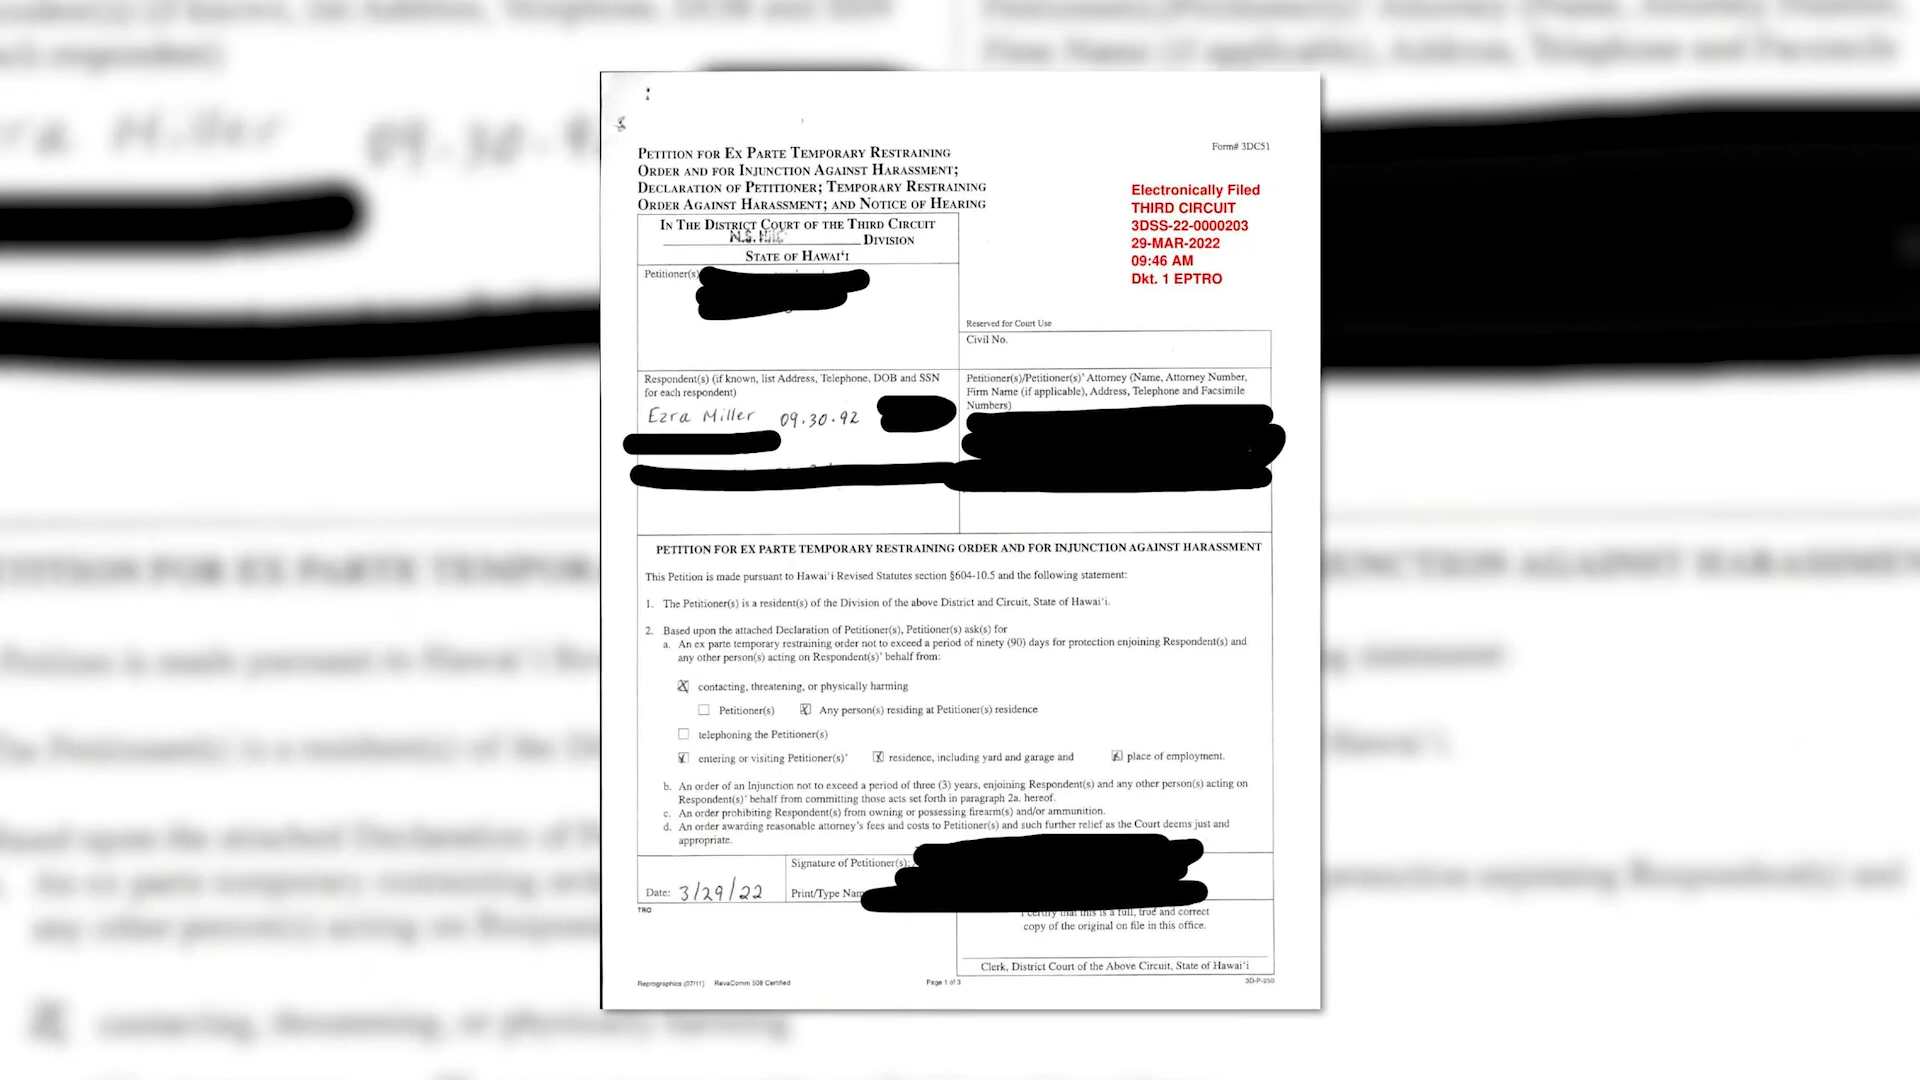 PETITION FOR EX PARTE TEMPORARY RESTRAINING
ORDER AND FOR INJUNCTION AGAINST HARASSMENT;
DECLARATION OF PETITIONER; TEMPORARY RESTRAINING
ORDER AGAINST HARASSMENT; AND NOTICE OF HEARING
Form# 3DC51
Electronically Filed
THIRD CIRCUIT
3DSS-22-0000203
29-MAR-2022
09:46 AM
Dkt. 1 EPTRO
IN THE DISTRICT COURT OF THE THIRD CIRCUIT
N.S. DIVISION
STATE OF HAWAI‘I
Petitioner(s)
Reserved for Court Use
Civil No.
Respondent(s) (if known, list Address, Telephone, DOB and SSN
for each respondent)
Ezra Miller 09.30.92
Petitioner(s)/Petitioner(s)' Attorney (Name, Attorney Number,
Firm Name (if applicable), Address, Telephone and Facsimile
Numbers)
PETITION FOR EX PARTE TEMPORARY RESTRAINING ORDER AND FOR INJUNCTION AGAINST HARASSMENT
This Petition is made pursuant to Hawai‘i Revised Statutes section §604-10.5 and the following statement:
1. The Petitioner(s) is a resident(s) of the Division of the above District and Circuit, State of Hawai‘i.
2. Based upon the attached Declaration of Petitioner(s), Petitioner(s) ask(s) for
a. An ex parte temporary restraining order not to exceed a period of ninety (90) days for protection enjoining Respondent(s) and
any other person(s) acting on Respondent(s)' behalf from:
contacting, threatening, or physically harming
Petitioner(s) Any person(s) residing at Petitioner(s) residence
telephoning the Petitioner(s)
entering or visiting Petitioner(s)' residence, including yard and garage and place of employment.
b. An order of an Injunction not to exceed a period of three (3) years, enjoining Respondent(s) and any other person(s) acting on
Respondent(s)' behalf from committing those acts set forth in paragraph 2a. hereof.
c. An order prohibiting Respondent(s) from owning or possessing firearm(s) and/or ammunition.
d. An order awarding reasonable attorney's fees and costs to Petitioner(s) and such further relief as the Court deems just and
appropriate.
Date: 3/29/22
Signature of Petitioner(s):
Print/Type Nam
TRO
I certify that this is a full, true and correct
copy of the original on file in this office.
Clerk, District Court of the Above Circuit, State of Hawai‘i
Reprographics (07/11) RevaComm 508 Certified
Page 1 of 3
3D-P-250